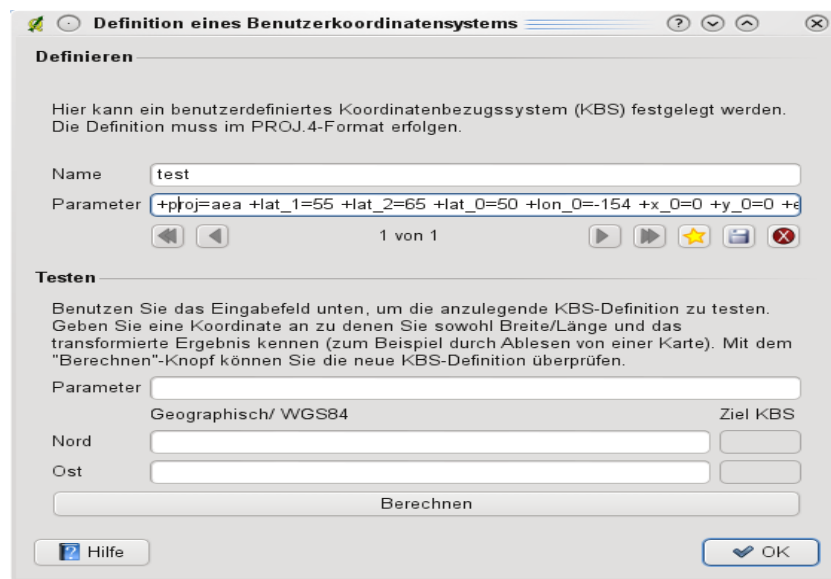 Definition eines Benutzerkoordinatensystems
Definieren
Hier kann ein benutzerdefiniertes Koordinatenbezugssystem (KBS) festgelegt werden.
Die Definition muss im PROJ.4-Format erfolgen.
Name test
Parameter +proj=aea +lat_1=55 +lat_2=65 +lat_0=50 +lon_0=-154 +x_0=0 +y_0=0
1 von 1
Testen
Benutzen Sie das Eingabefeld unten, um die anzulegende KBS-Definition zu testen.
Geben Sie eine Koordinate an zu denen Sie sowohl Breite/Länge und das
transformierte Ergebnis kennen (zum Beispiel durch Ablesen von einer Karte). Mit dem
"Berechnen"-Knopf können Sie die neue KBS-Definition überprüfen.
Parameter
Geographisch/ WGS84 Ziel KBS
Nord
Ost
Berechnen
Hilfe OK